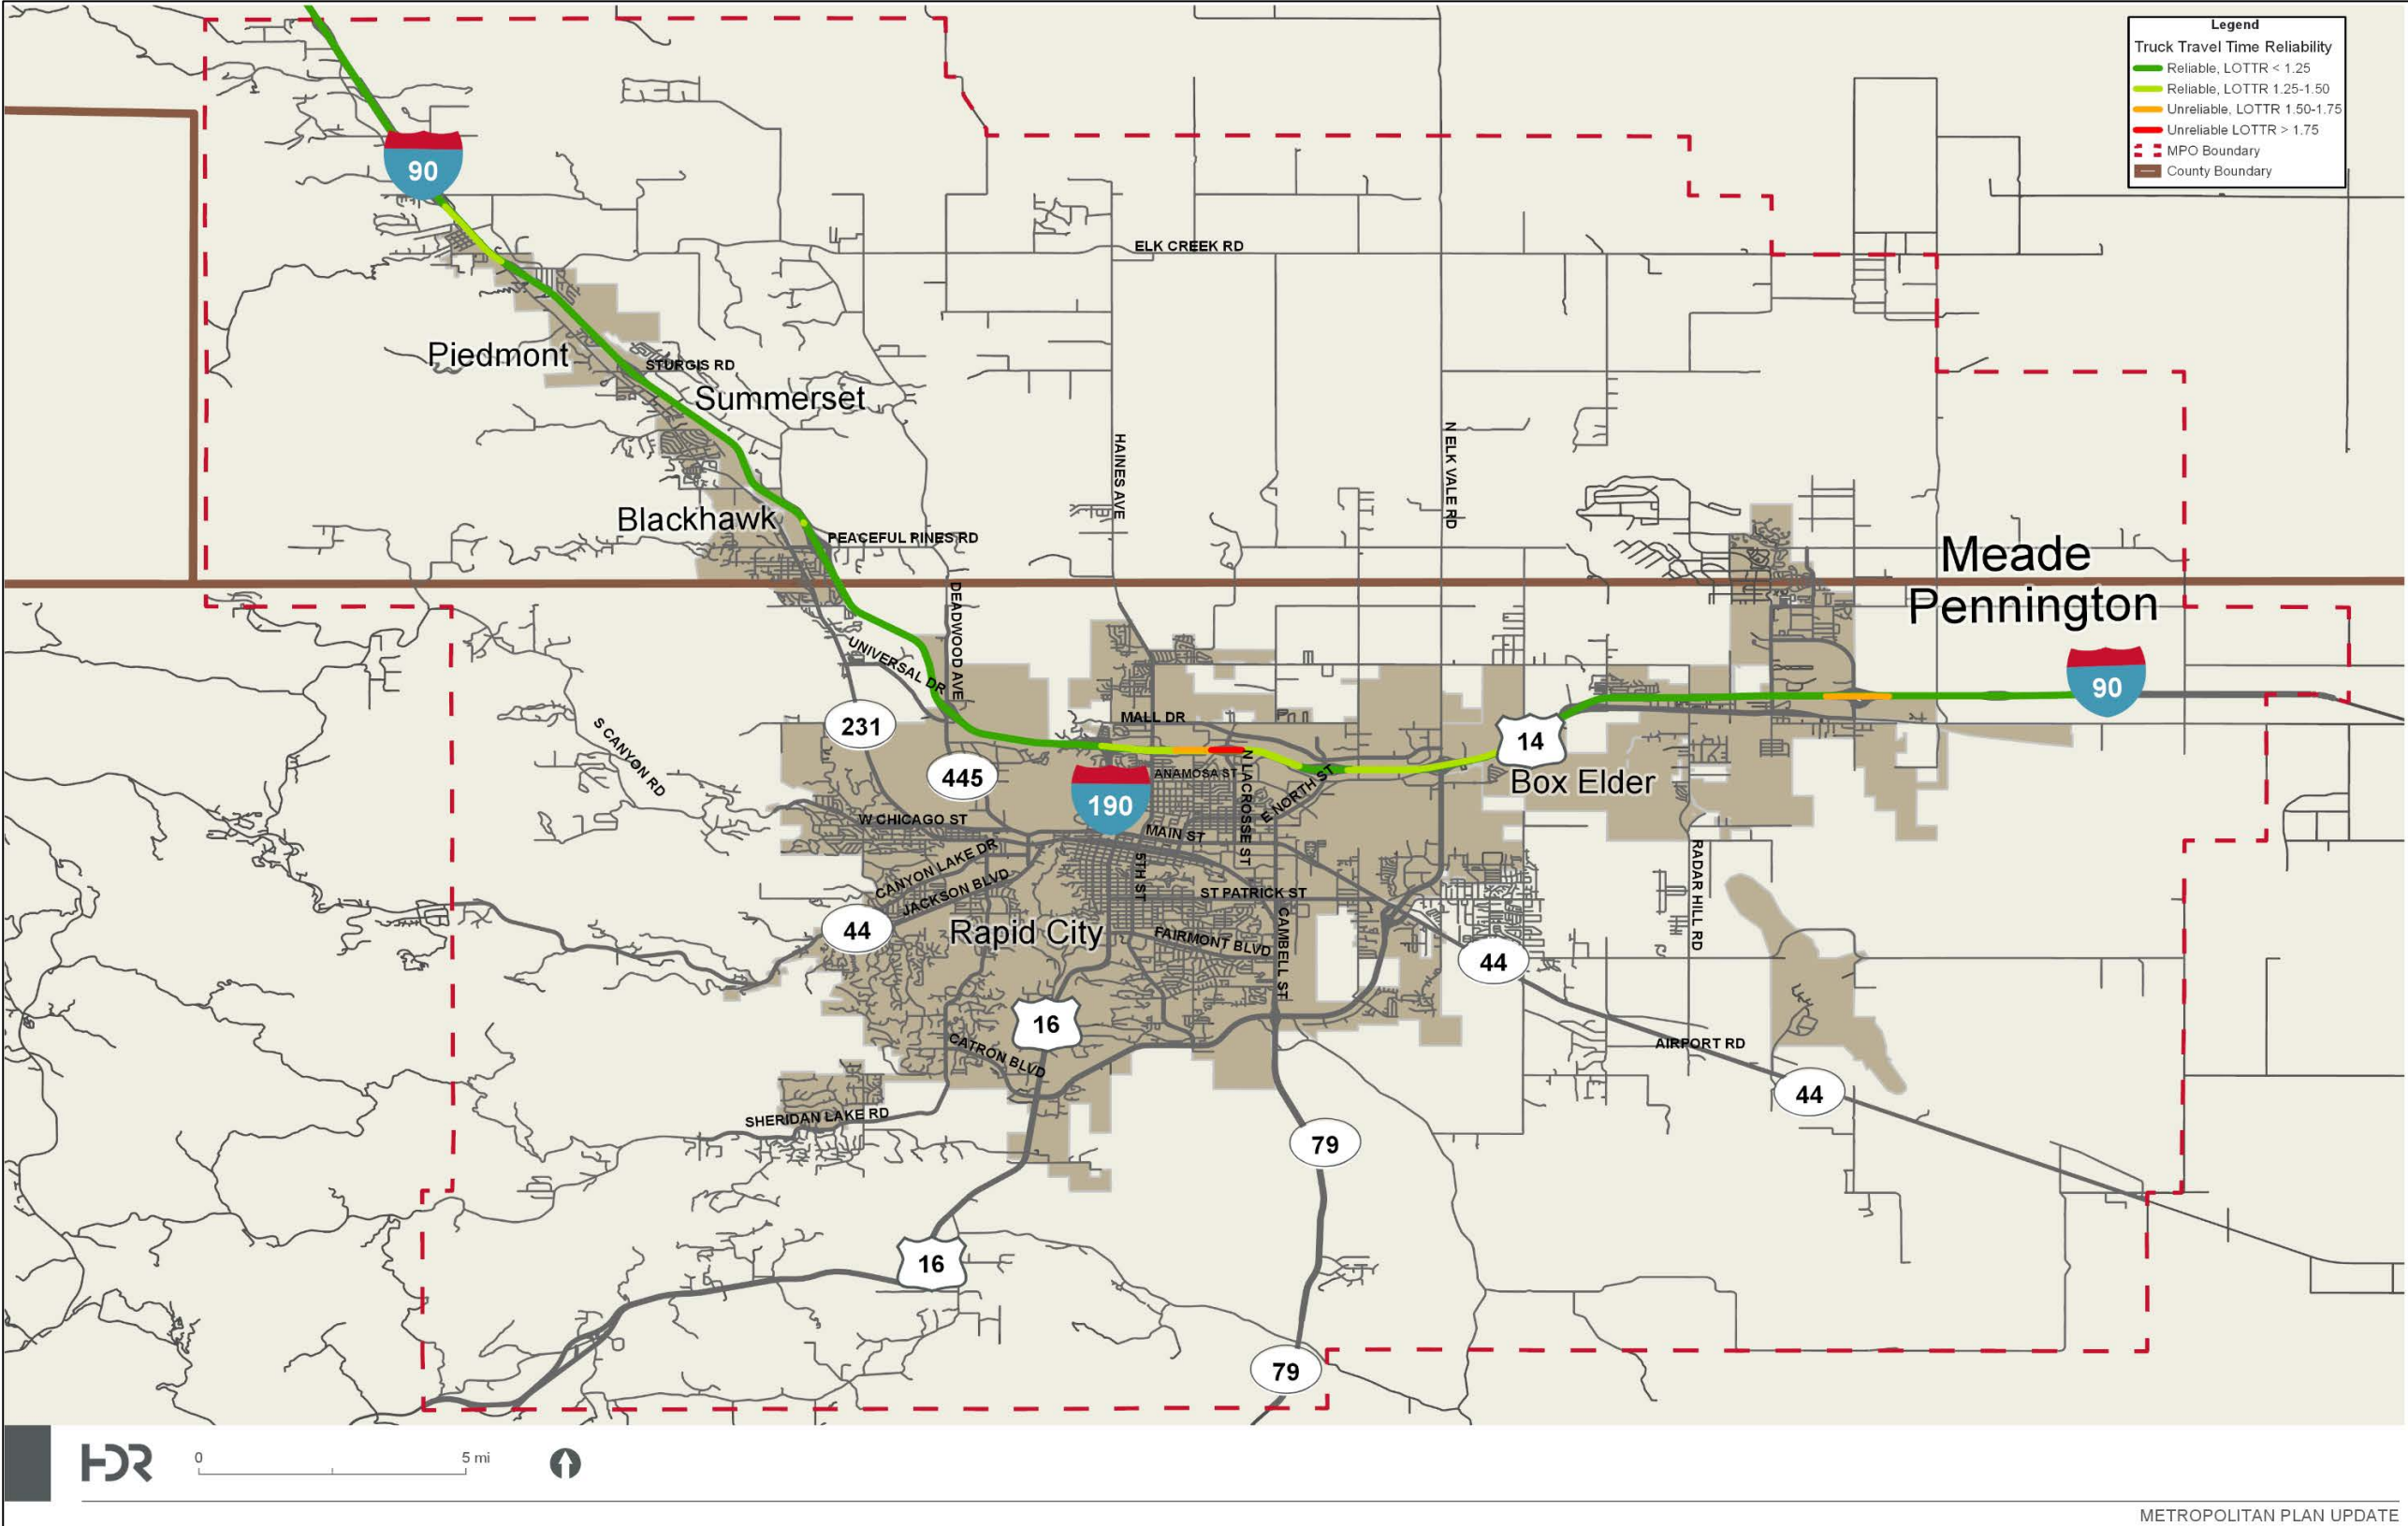 Legend
Truck Travel Time Reliability
Reliable, LOTTR < 1.25
Reliable, LOTTR 1.25-1.50
Unreliable, LOTTR 1.50-1.75
Unreliable LOTTR > 1.75
MPO Boundary
County Boundary
90
ELK CREEK RD
Piedmont
STURGIS RD
Summerset
HAINES AVE
N ELK VALE RD
Blackhawk
PEACEFUL PINES RD
Meade
Pennington
DEADWOOD AVE
UNIVERSAL DR
90
S CANYON RD
231
MALL DR
14
445
ANAMOSA ST
N LACROSSE ST
E NORTH ST
Box Elder
190
W CHICAGO ST
MAIN ST
CANYON LAKE DR
JACKSON BLVD
5TH ST
ST PATRICK ST
RADAR HILL RD
44
Rapid City
FAIRMONT BLVD
CAMBELL ST
44
16
CATRON BLVD
AIRPORT RD
44
SHERIDAN LAKE RD
79
16
79
HDR
0 5 mi
METROPOLITAN PLAN UPDATE